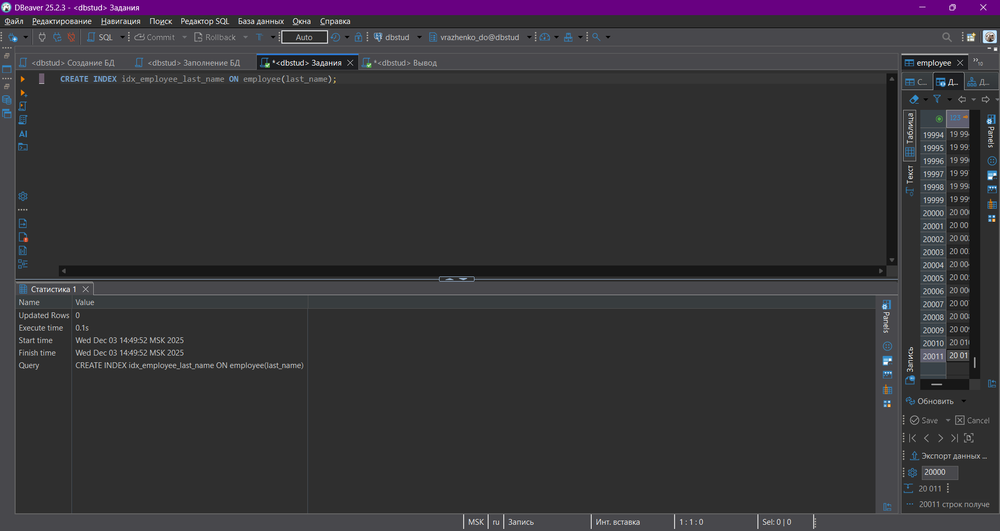 DBeaver 25.2.3 - <dbstud> Задания
Файл Редактирование Навигация Поиск Редактор SQL База данных Окна Справка
SQL Commit Rollback Auto dbstud vrazhenko_do@dbstud
<dbstud> Создание БД <dbstud> Заполнение БД *<dbstud> Задания *<dbstud> Вывод
CREATE INDEX idx_employee_last_name ON employee(last_name);
AI
Статистика 1
Name Value
Updated Rows 0
Execute time 0.1s
Start time Wed Dec 03 14:49:52 MSK 2025
Finish time Wed Dec 03 14:49:52 MSK 2025
Query CREATE INDEX idx_employee_last_name ON employee(last_name)
Panels
employee »10
С... Д... Д...
Таблица
Текст
Запись
123
19994 19 994
19995 19 995
19996 19 996
19997 19 997
19998 19 998
19999 19 999
20000 20 00
20001 20 00
20002 20 00
20003 20 00
20004 20 00
20005 20 00
20006 20 00
20007 20 00
20008 20 00
20009 20 00
20010 20 01
20011 20 01
Panels
Обновить
Save Cancel
Экспорт данных ...
20000
20 011
20011 строк получе
MSK ru Запись Инт. вставка 1 : 1 : 0 Sel: 0 | 0